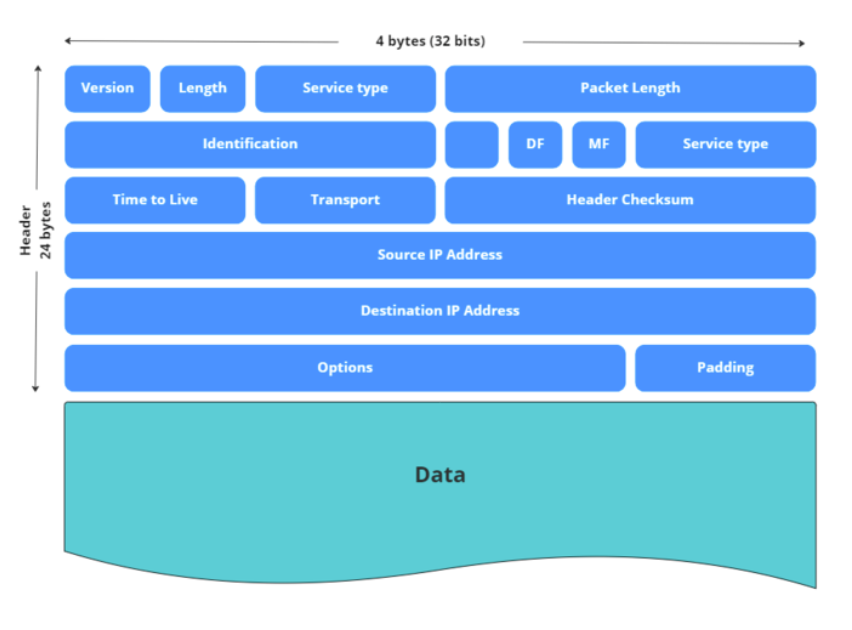 4 bytes (32 bits)
Version Length Service type Packet Length
Identification DF MF Service type
Time to Live Transport Header Checksum
Header
24 bytes
Source IP Address
Destination IP Address
Options Padding
Data